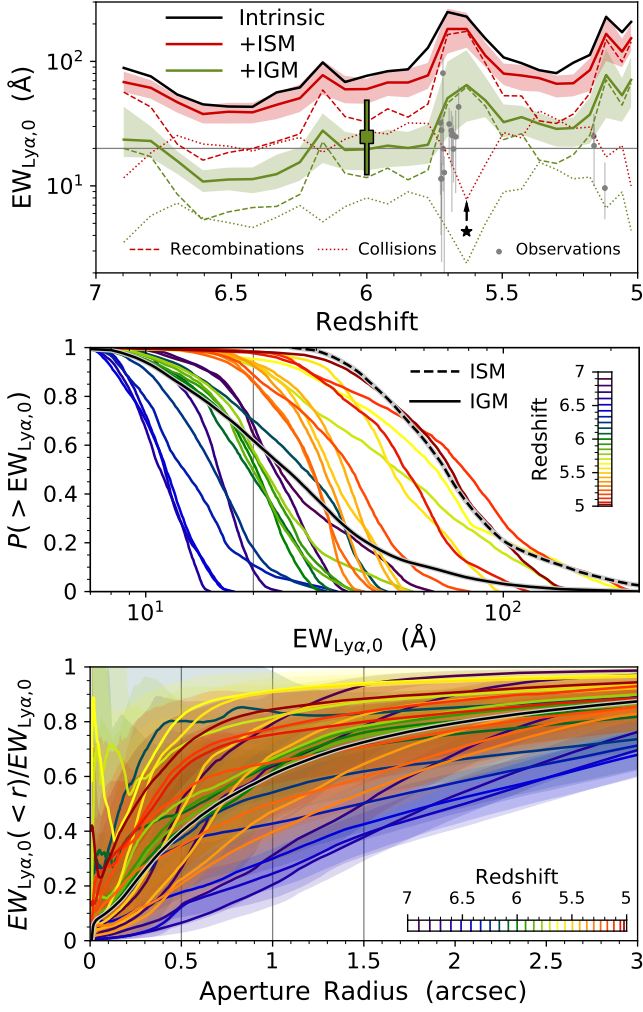 EW_{Lyα,0} (Å)
10^2
10^1
Intrinsic
+ISM
+IGM
Recombinations
Collisions
Observations
7 6.5 6 5.5 5
Redshift
P(> EW_{Lyα,0})
1
0.8
0.6
0.4
0.2
0
ISM
IGM
Redshift
7
6.5
6
5.5
5
10^1 10^2
EW_{Lyα,0} (Å)
EW_{Lyα,0}(< r)/EW_{Lyα,0}
1
0.8
0.6
0.4
0.2
0
Redshift
7 6.5 6 5.5 5
0 0.5 1 1.5 2 2.5 3
Aperture Radius (arcsec)